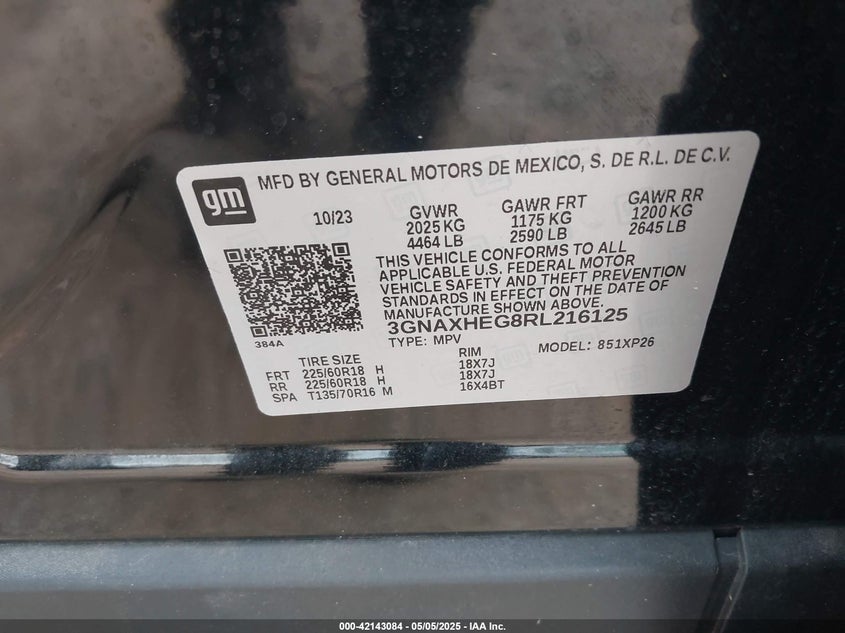 gm
MFD BY GENERAL MOTORS DE MEXICO, S. DE R.L. DE C.V.
10/23
GVWR
2025 KG
4464 LB
GAWR FRT
1175 KG
2590 LB
GAWR RR
1200 KG
2645 LB
THIS VEHICLE CONFORMS TO ALL
APPLICABLE U.S. FEDERAL MOTOR
VEHICLE SAFETY AND THEFT PREVENTION
STANDARDS IN EFFECT ON THE DATE OF
MANUFACTURE SHOWN ABOVE.
3GNAXHEG8RL216125
384A
TYPE: MPV
MODEL: 851XP26
TIRE SIZE RIM
FRT 225/60R18 H 18X7J
RR 225/60R18 H 18X7J
SPA T135/70R16 M 16X4BT
000-42143084 - 05/05/2025 - IAA Inc.